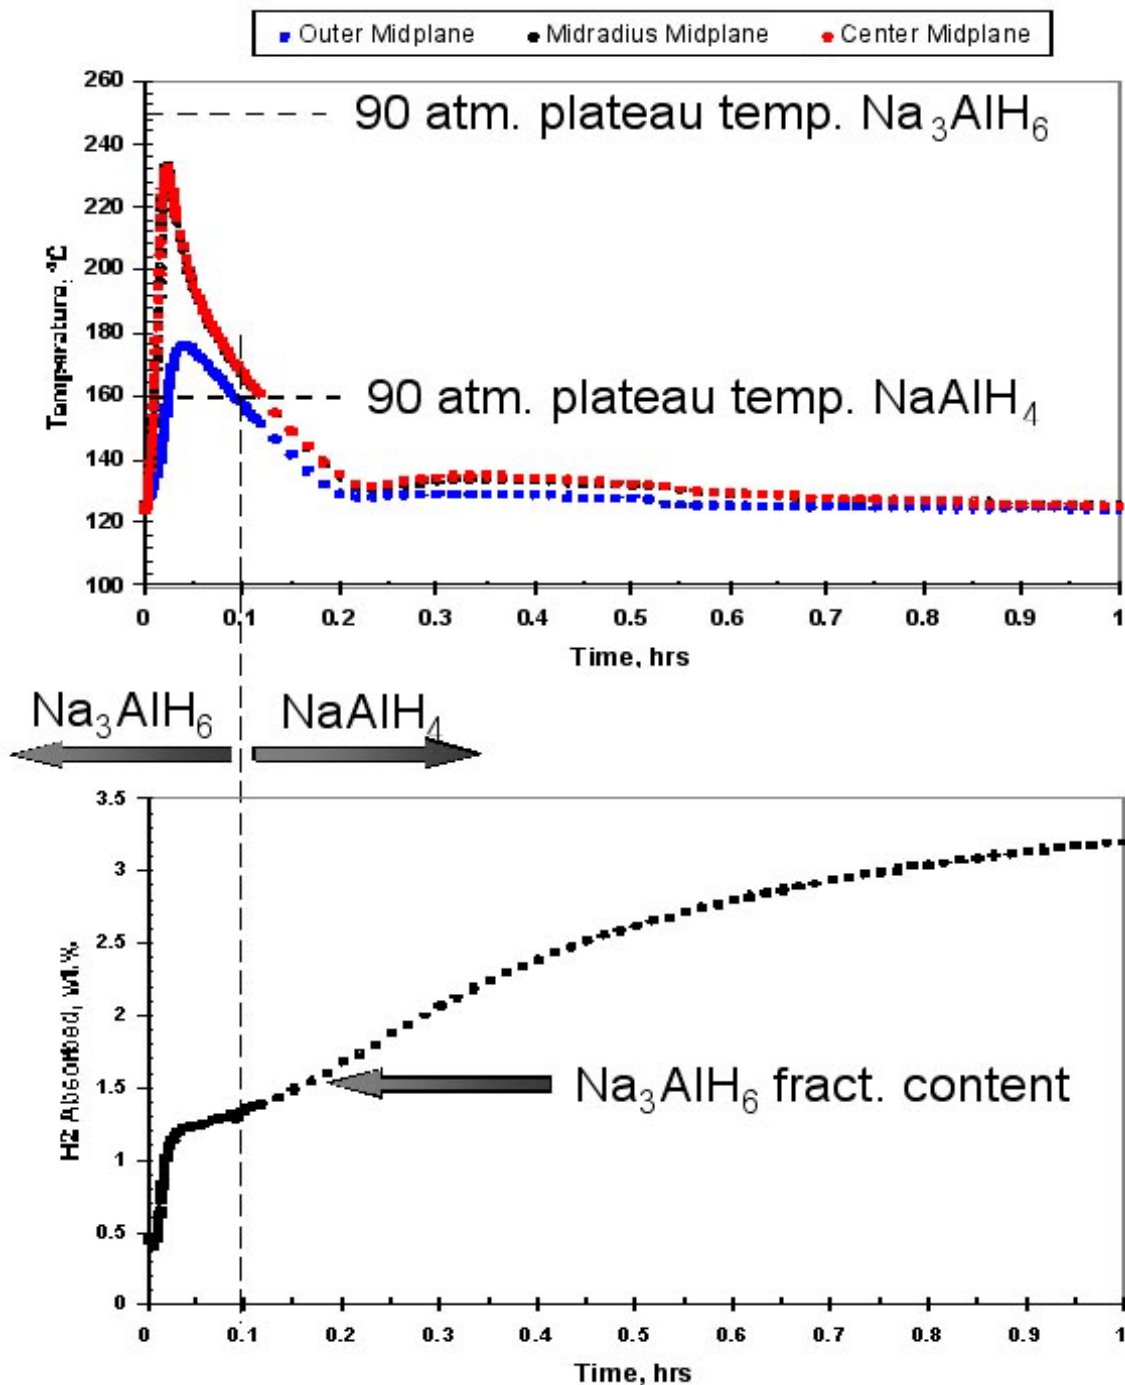 Outer Midplane Midradius Midplane Center Midplane
260
240
220
200
180
160
140
120
100
Temperature, °C
90 atm. plateau temp. Na₃AlH₆
90 atm. plateau temp. NaAlH₄
0 0.1 0.2 0.3 0.4 0.5 0.6 0.7 0.8 0.9 1
Time, hrs
Na₃AlH₆ NaAlH₄
3.5
3
2.5
2
1.5
1
0.5
0
H2 Absorbed, wt.%
Na₃AlH₆ fract. content
0 0.1 0.2 0.3 0.4 0.5 0.6 0.7 0.8 0.9 1
Time, hrs